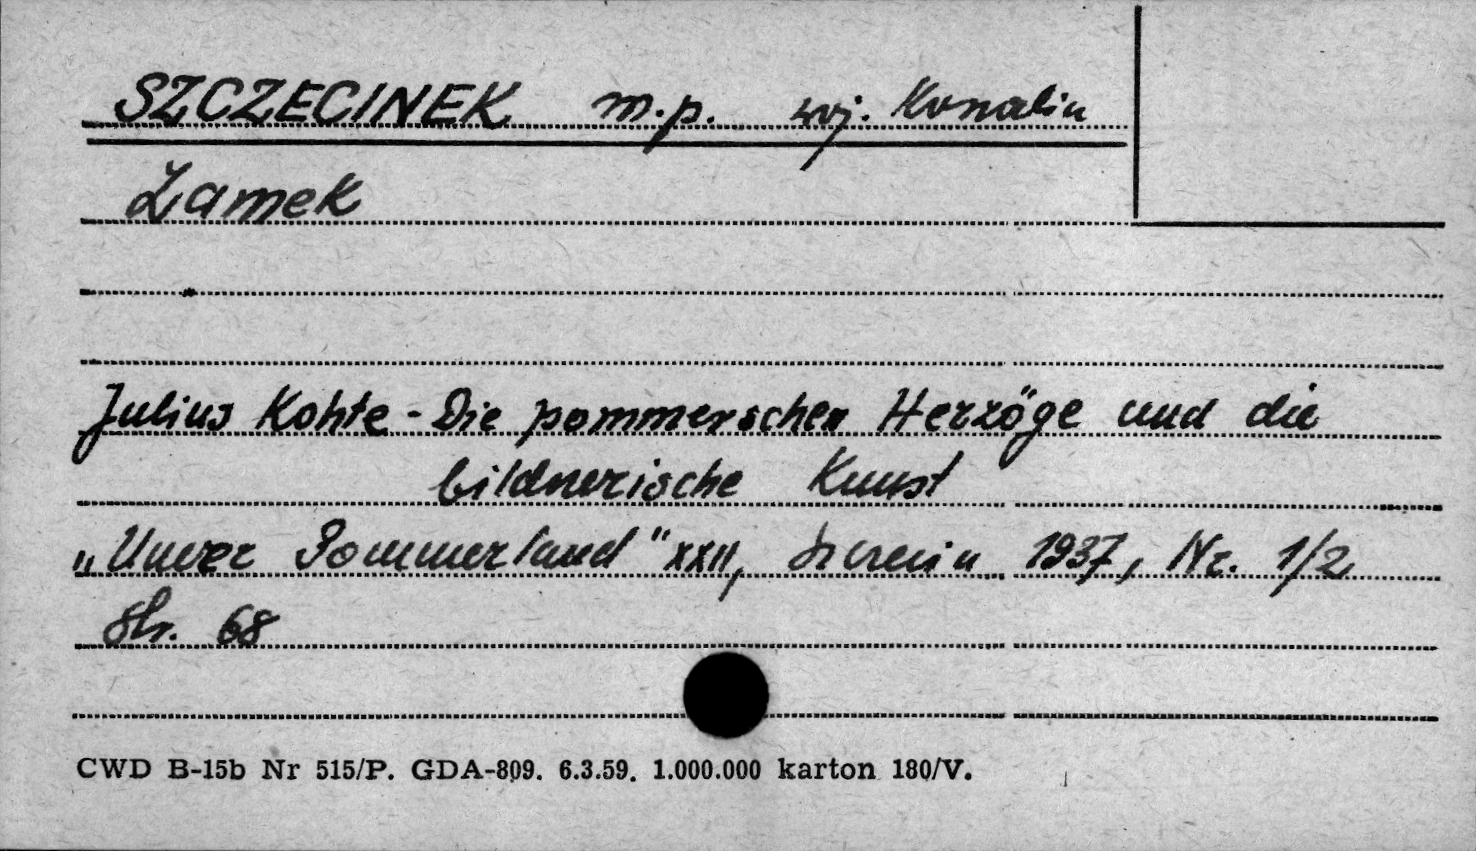 SZCZECINEK m.p. woj. Koszalin
Zamek
Julius Kohte - Die pommerschen Herzöge und die
bildnerische Kunst
„Unser Pommerland" XXII, Szczecin 1937, Nr. 1/2
Str. 68
CWD B-15b Nr 515/P. GDA-809. 6.3.59. 1.000.000 karton 180/V.